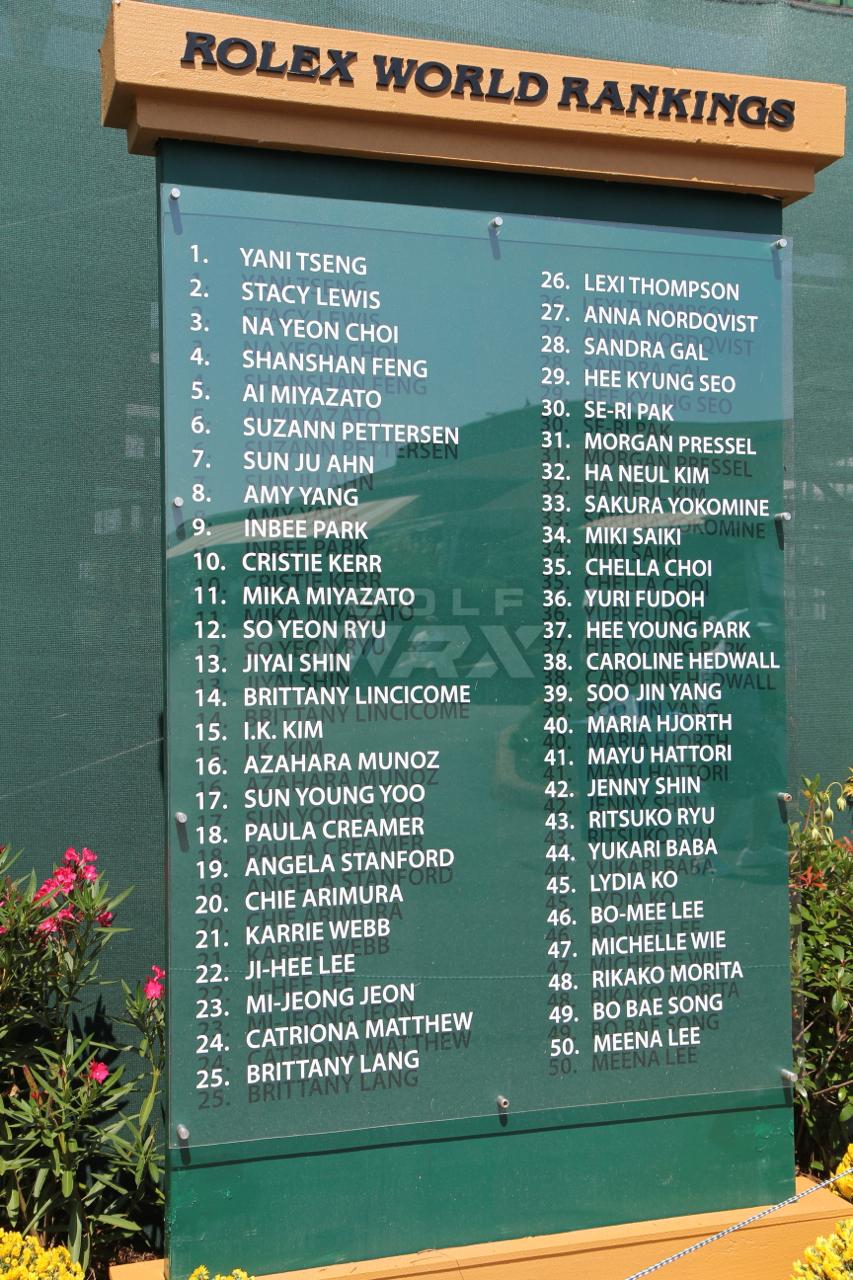 ROLEX WORLD RANKINGS
1. YANI TSENG
2. STACY LEWIS
3. NA YEON CHOI
4. SHANSHAN FENG
5. AI MIYAZATO
6. SUZANN PETTERSEN
7. SUN JU AHN
8. AMY YANG
9. INBEE PARK
10. CRISTIE KERR
11. MIKA MIYAZATO
12. SO YEON RYU
13. JIYAI SHIN
14. BRITTANY LINCICOME
15. I.K. KIM
16. AZAHARA MUNOZ
17. SUN YOUNG YOO
18. PAULA CREAMER
19. ANGELA STANFORD
20. CHIE ARIMURA
21. KARRIE WEBB
22. JI-HEE LEE
23. MI-JEONG JEON
24. CATRIONA MATTHEW
25. BRITTANY LANG
26. LEXI THOMPSON
27. ANNA NORDQVIST
28. SANDRA GAL
29. HEE KYUNG SEO
30. SE-RI PAK
31. MORGAN PRESSEL
32. HA NEUL KIM
33. SAKURA YOKOMINE
34. MIKI SAIKI
35. CHELLA CHOI
36. YURI FUDOH
37. HEE YOUNG PARK
38. CAROLINE HEDWALL
39. SOO JIN YANG
40. MARIA HJORTH
41. MAYU HATTORI
42. JENNY SHIN
43. RITSUKO RYU
44. YUKARI BABA
45. LYDIA KO
46. BO-MEE LEE
47. MICHELLE WIE
48. RIKAKO MORITA
49. BO BAE SONG
50. MEENA LEE
GOLF
WRX